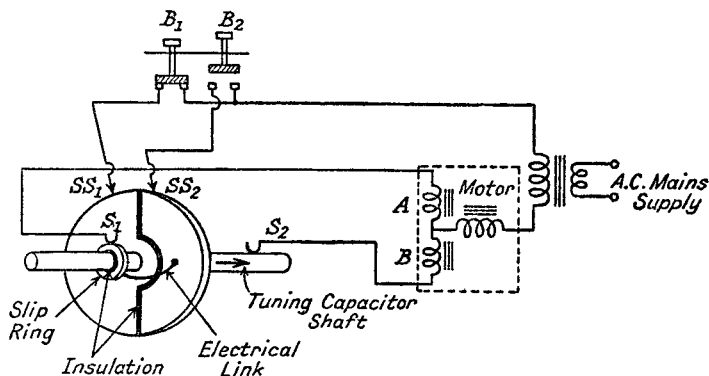 B1 B2
SS1 SS2
S1
S2
A
B
Motor
A.C. Mains
Supply
Slip
Ring
Insulation
Electrical
Link
Tuning Capacitor
Shaft